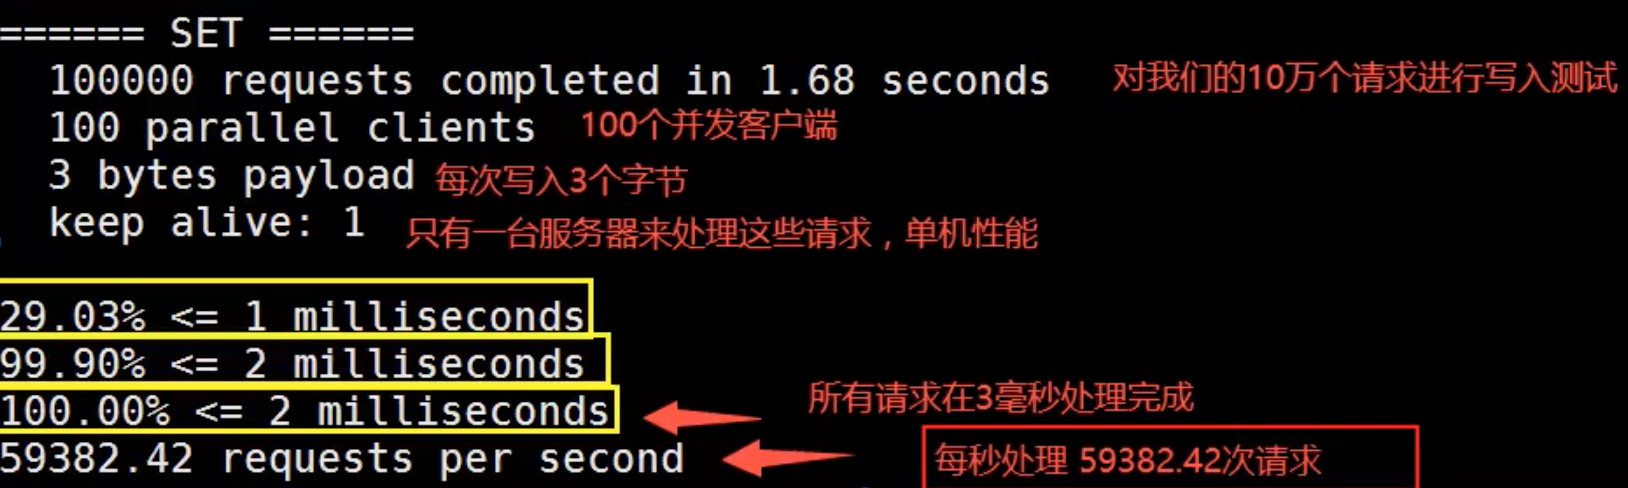 ====== SET ======
100000 requests completed in 1.68 seconds 对我们的10万个请求进行写入测试
100 parallel clients 100个并发客户端
3 bytes payload 每次写入3个字节
keep alive: 1 只有一台服务器来处理这些请求，单机性能
29.03% <= 1 milliseconds
99.90% <= 2 milliseconds
100.00% <= 2 milliseconds 所有请求在3毫秒处理完成
59382.42 requests per second 每秒处理 59382.42次请求